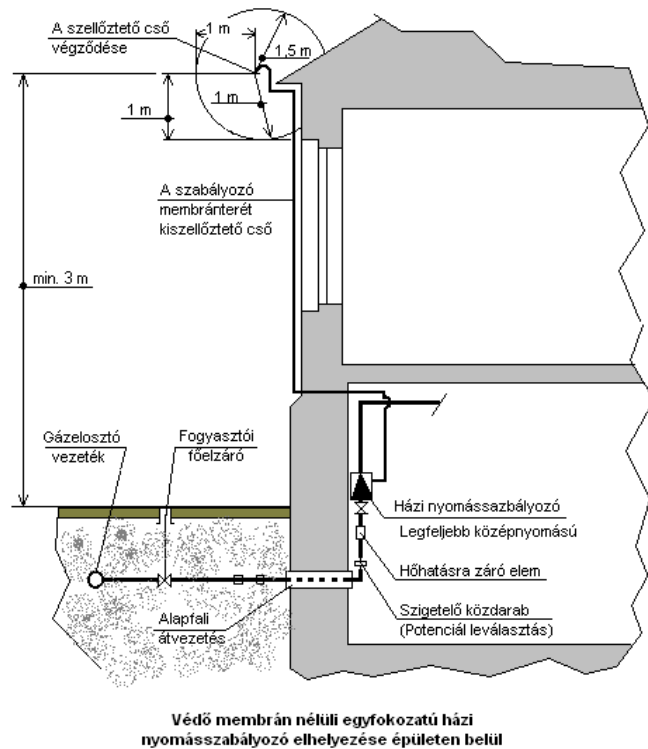 1 m
A szellőztető cső
végződése
1,5 m
1 m
1 m
A szabályozó
membránterét
kiszellőztető cső
min. 3 m
Gázelosztó
vezeték
Fogyasztói
főelzáró
Házi nyomássazbályozó
Legfeljebb középnyomású
Hőhatásra záró elem
Alapfali
átvezetés
Szigetelő közdarab
(Potenciál leválasztás)
Védő membrán nélküli egyfokozatú házi
nyomásszabályozó elhelyezése épületen belül